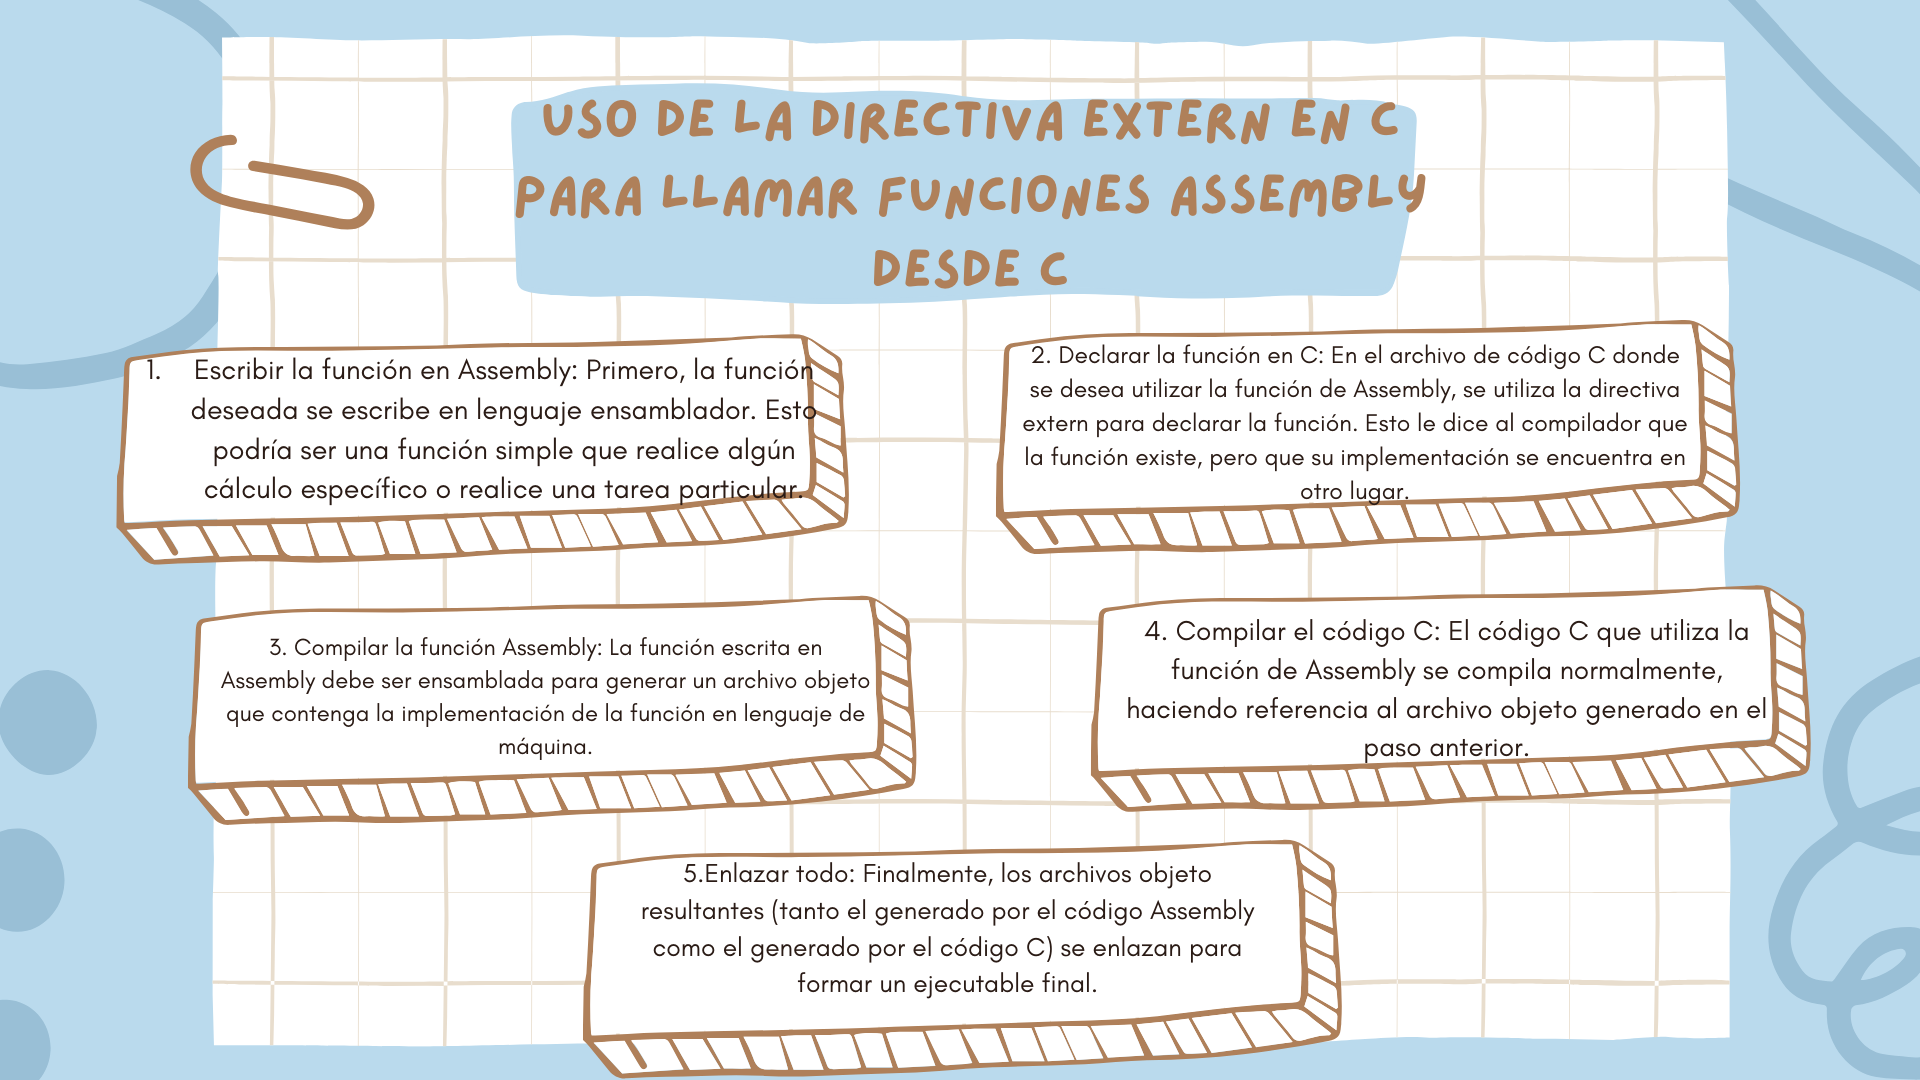 USO DE LA DIRECTIVA EXTERN EN C
PARA LLAMAR FUNCIONES ASSEMBLY
DESDE C
1. Escribir la función en Assembly: Primero, la función
deseada se escribe en lenguaje ensamblador. Esto
podría ser una función simple que realice algún
cálculo específico o realice una tarea particular.
2. Declarar la función en C: En el archivo de código C donde
se desea utilizar la función de Assembly, se utiliza la directiva
extern para declarar la función. Esto le dice al compilador que
la función existe, pero que su implementación se encuentra en
otro lugar.
3. Compilar la función Assembly: La función escrita en
Assembly debe ser ensamblada para generar un archivo objeto
que contenga la implementación de la función en lenguaje de
máquina.
4. Compilar el código C: El código C que utiliza la
función de Assembly se compila normalmente,
haciendo referencia al archivo objeto generado en el
paso anterior.
5.Enlazar todo: Finalmente, los archivos objeto
resultantes (tanto el generado por el código Assembly
como el generado por el código C) se enlazan para
formar un ejecutable final.